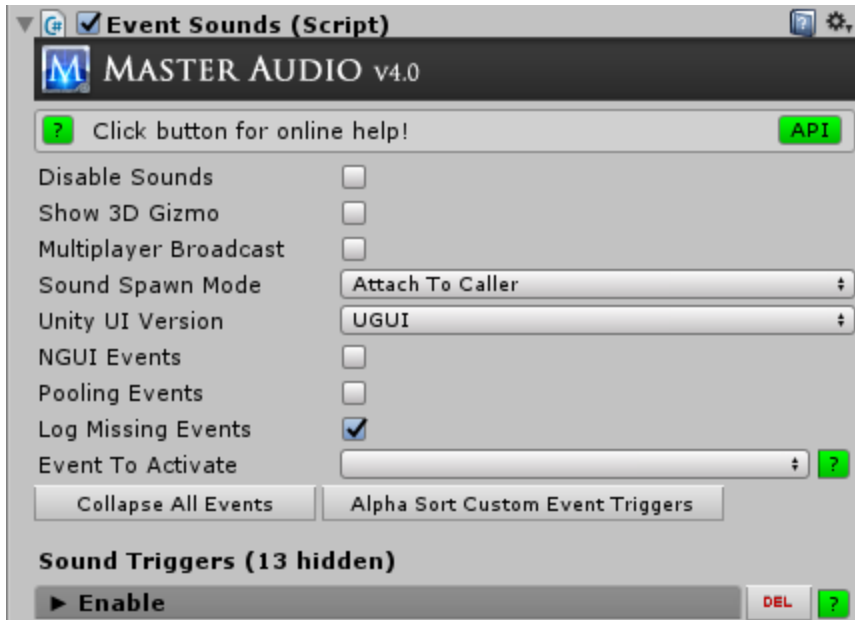 Event Sounds (Script)
M MASTER AUDIO v4.0
? Click button for online help! API
Disable Sounds
Show 3D Gizmo
Multiplayer Broadcast
Sound Spawn Mode Attach To Caller
Unity UI Version UGUI
NGUI Events
Pooling Events
Log Missing Events
Event To Activate ?
Collapse All Events Alpha Sort Custom Event Triggers
Sound Triggers (13 hidden)
Enable DEL ?